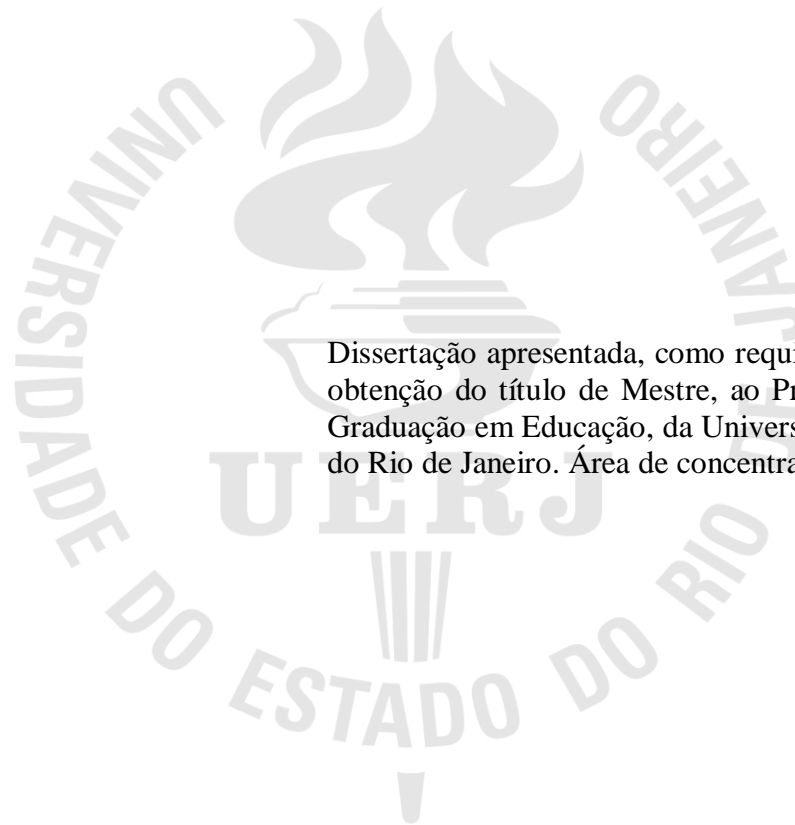 UNIVERSIDADE DO ESTADO DO RIO DE JANEIRO
Dissertação apresentada, como
obtenção do título de Mestre, ao
Graduação em Educação, da
do Rio de Janeiro. Área de
UERJ